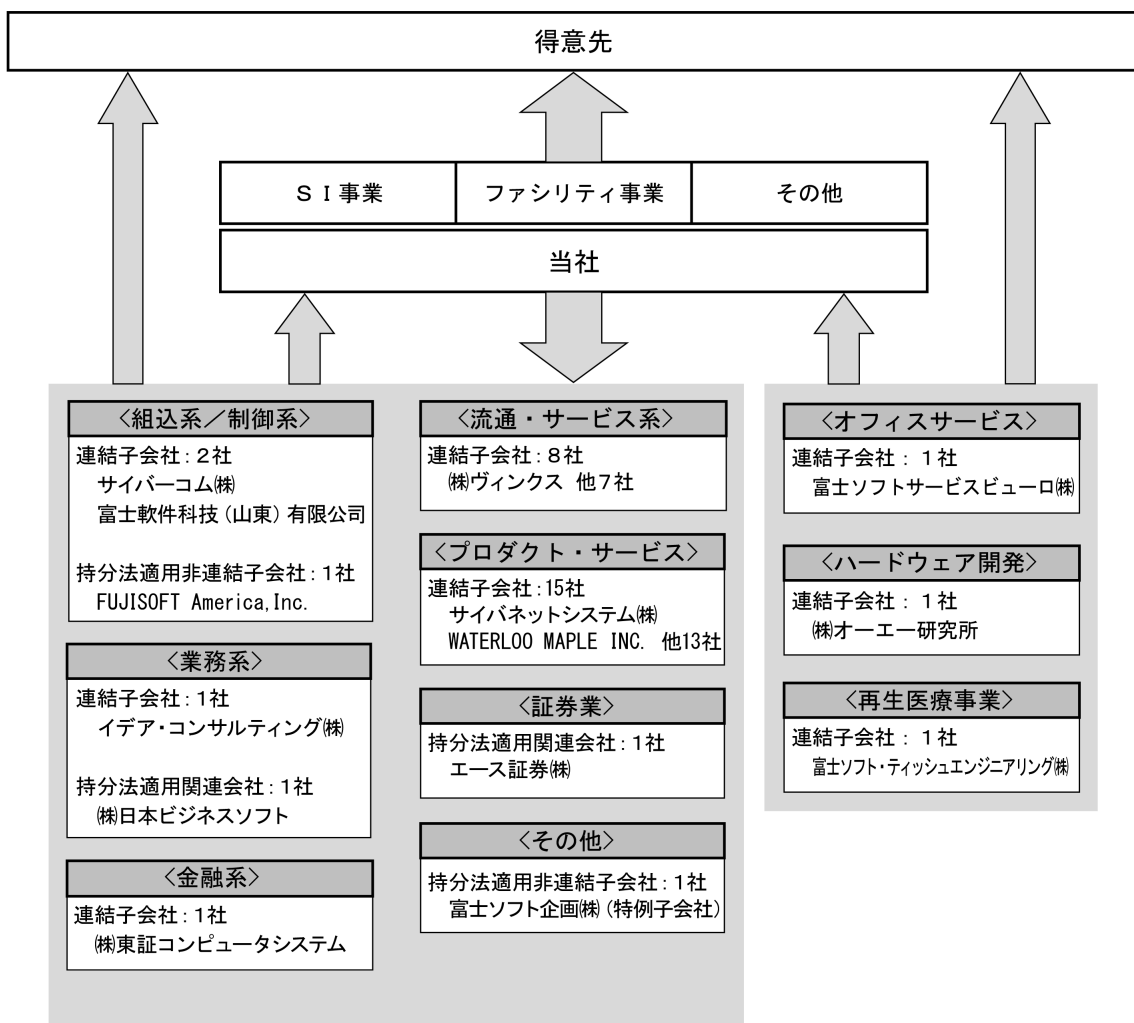 得意先
ＳＩ事業
ファシリティ事業
その他
当社
〈組込系／制御系〉
連結子会社：２社
サイバーコム㈱
富士軟件科技（山東）有限公司
持分法適用非連結子会社：１社
FUJISOFT America,Inc.
〈業務系〉
連結子会社：１社
イデア・コンサルティング㈱
持分法適用関連会社：１社
㈱日本ビジネスソフト
〈金融系〉
連結子会社：１社
㈱東証コンピュータシステム
〈流通・サービス系〉
連結子会社：８社
㈱ヴィンクス 他７社
〈プロダクト・サービス〉
連結子会社：15社
サイバネットシステム㈱
WATERLOO MAPLE INC. 他13社
〈証券業〉
持分法適用関連会社：１社
エース証券㈱
〈その他〉
持分法適用非連結子会社：１社
富士ソフト企画㈱（特例子会社）
〈オフィスサービス〉
連結子会社：１社
富士ソフトサービスビューロ㈱
〈ハードウェア開発〉
連結子会社：１社
㈱オーエー研究所
〈再生医療事業〉
連結子会社：１社
富士ソフト・ティッシュエンジニアリング㈱